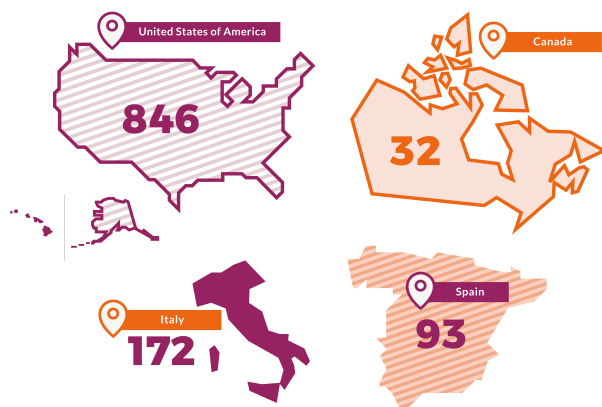 United States of America
846
Canada
32
Italy
172
Spain
93